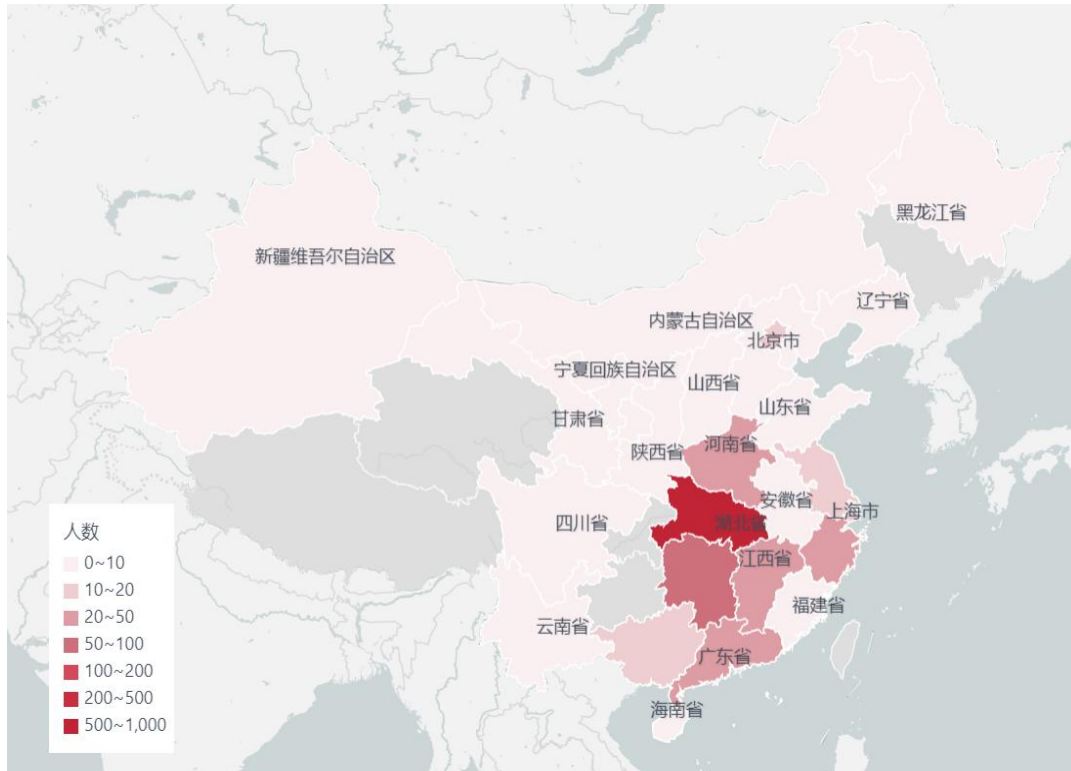 黑龙江省
新疆维吾尔自治区
辽宁省
内蒙古自治区
北京市
宁夏回族自治区
山西省
山东省
甘肃省
河南省
陕西省
安徽省
上海市
四川省
湖北省
江西省
福建省
云南省
广东省
海南省
人数
0~10
10~20
20~50
50~100
100~200
200~500
500~1,000